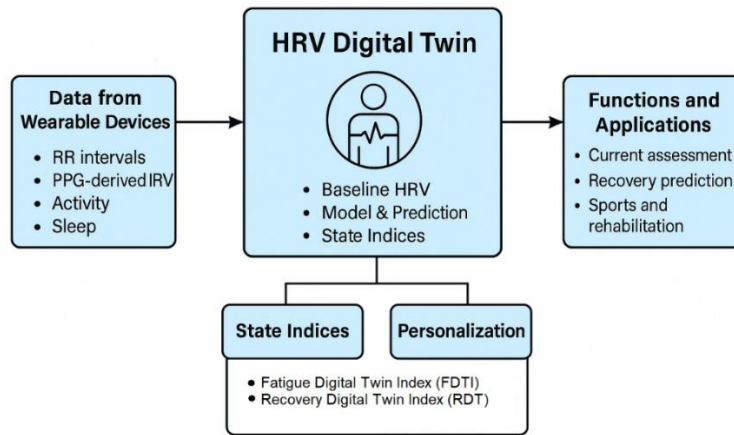 HRV Digital Twin
Data from
Wearable Devices
• RR intervals
• PPG-derived IRV
• Activity
• Sleep
• Baseline HRV
• Model & Prediction
• State Indices
Functions and
Applications
• Current assessment
• Recovery prediction
• Sports and
rehabilitation
State Indices
Personalization
• Fatigue Digital Twin Index (FDTI)
• Recovery Digital Twin Index (RDT)